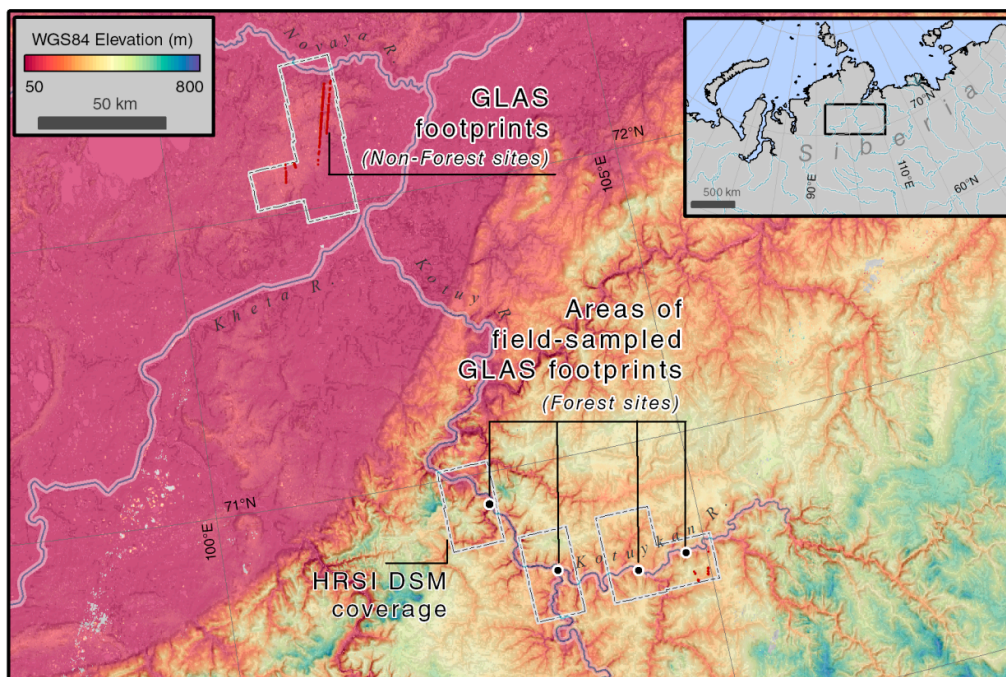 WGS84 Elevation (m)
50 800
50 km
Novaya R.
GLAS
footprints
(Non-Forest sites)
72°N
105°E
70°N
Siberia
90°E
110°E
60°N
500 km
Kheta R.
Kotuy R.
Areas of
field-sampled
GLAS footprints
(Forest sites)
71°N
100°E
Kotuykan R.
HRSI DSM
coverage